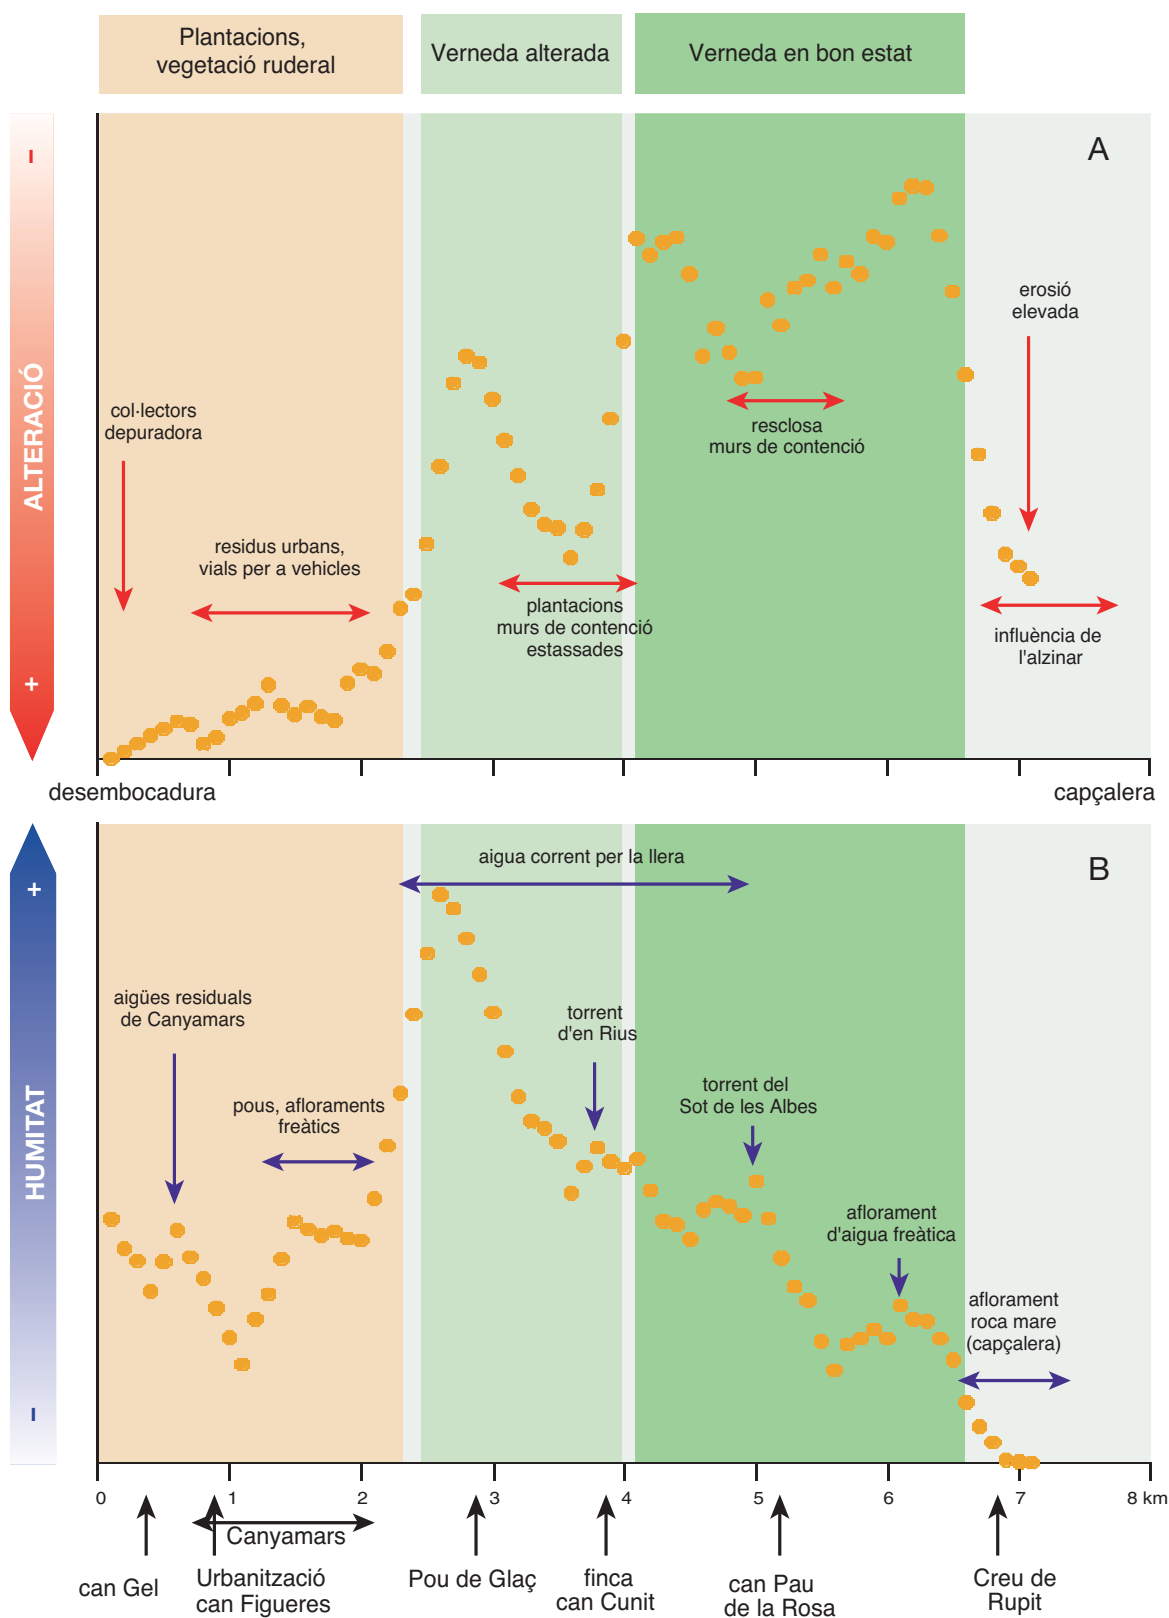 Plantacions,
vegetació ruderal
Verneda alterada
Verneda en bon estat
A
–
ALTERACIÓ
+
erosió
elevada
col·lectors
depuradora
resclosa
murs de contenció
residus urbans,
vials per a vehicles
plantacions
murs de contenció
estassades
influència de
l'alzinar
desembocadura
capçalera
B
+
HUMITAT
–
aigua corrent per la llera
aigües residuals
de Canyamars
torrent
d'en Rius
torrent del
Sot de les Albes
pous, afloraments
freàtics
aflorament
d'aigua freàtica
aflorament
roca mare
(capçalera)
0 1 2 3 4 5 6 7 8 km
Canyamars
can Gel
Urbanització
can Figueres
Pou de Glaç
finca
can Cunit
can Pau
de la Rosa
Creu de
Rupit